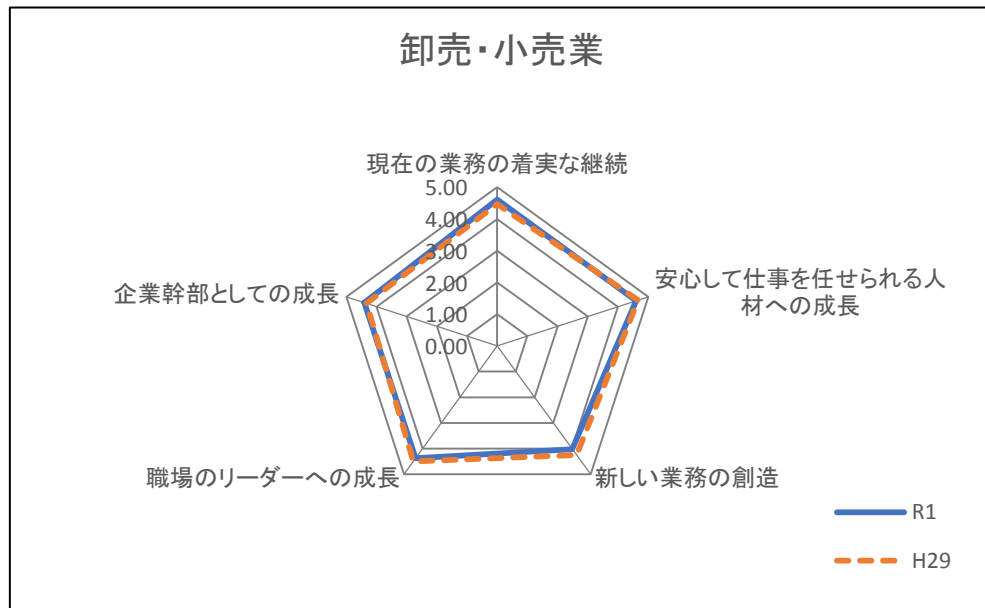 卸売・小売業
現在の業務の着実な継続
5.00
4.00
3.00
2.00
1.00
0.00
安心して仕事を任せられる人
材への成長
新しい業務の創造
職場のリーダーへの成長
企業幹部としての成長
R1
H29